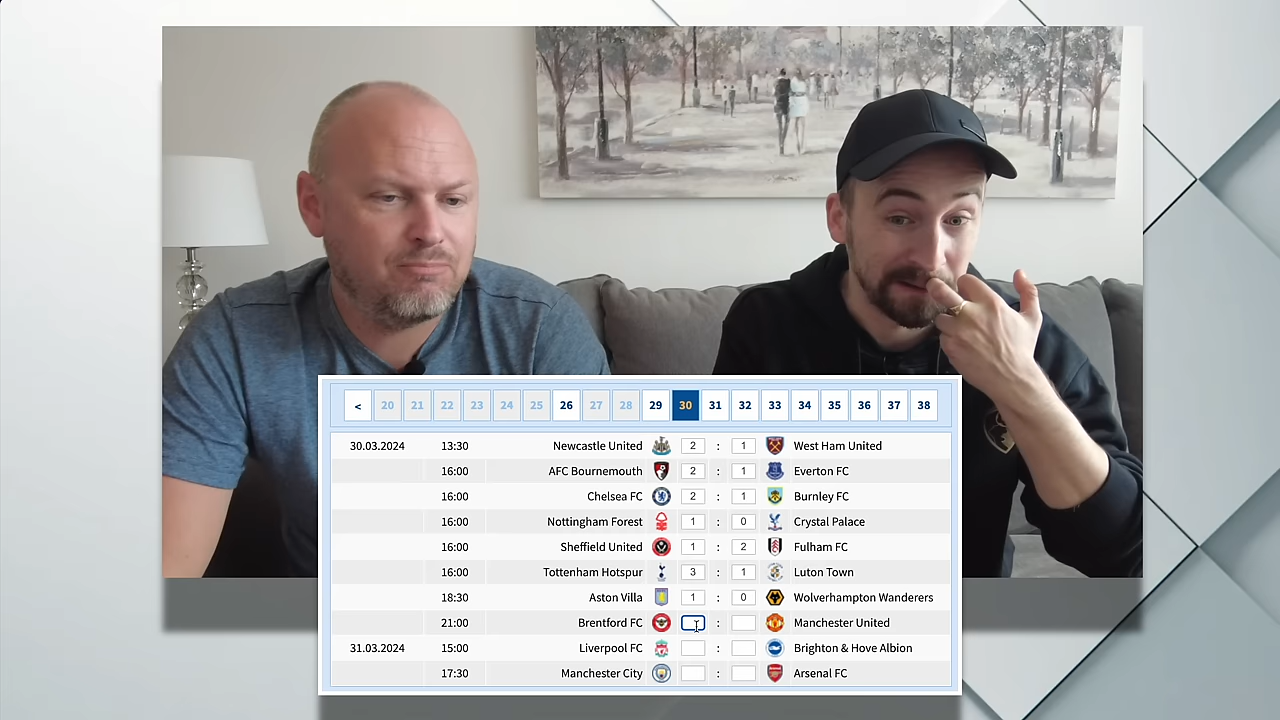 < 20 21 22 23 24 25 26 27 28 29 30 31 32 33 34 35 36 37 38
30.03.2024 13:30 Newcastle United 2 : 1 West Ham United
16:00 AFC Bournemouth 2 : 1 Everton FC
16:00 Chelsea FC 2 : 1 Burnley FC
16:00 Nottingham Forest 1 : 0 Crystal Palace
16:00 Sheffield United 1 : 2 Fulham FC
16:00 Tottenham Hotspur 3 : 1 Luton Town
18:30 Aston Villa 1 : 0 Wolverhampton Wanderers
21:00 Brentford FC : Manchester United
31.03.2024 15:00 Liverpool FC : Brighton & Hove Albion
17:30 Manchester City : Arsenal FC